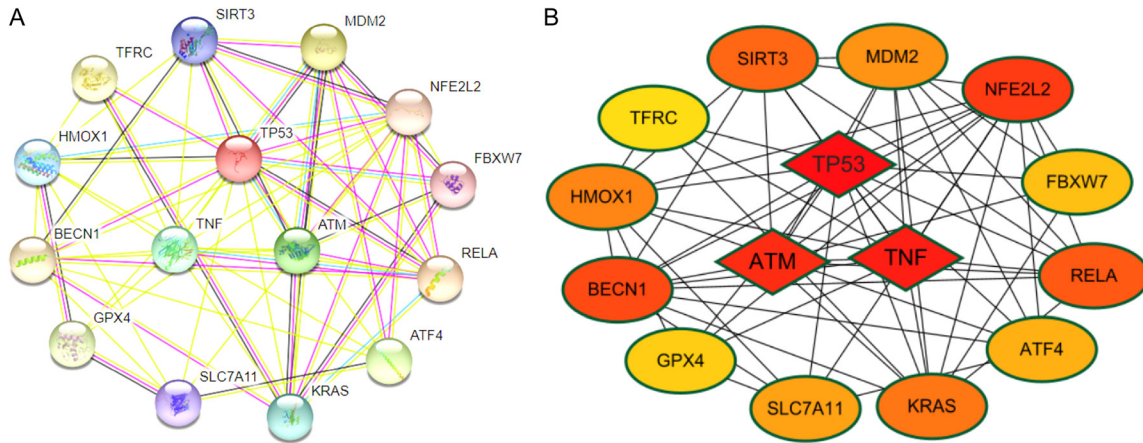 A
SIRT3
MDM2
TFRC
NFE2L2
TP53
HMOX1
FBXW7
TNF
ATM
BECN1
RELA
GPX4
ATF4
SLC7A11
KRAS
B
SIRT3
MDM2
NFE2L2
TFRC
TP53
FBXW7
HMOX1
ATM
TNF
BECN1
RELA
GPX4
ATF4
SLC7A11
KRAS